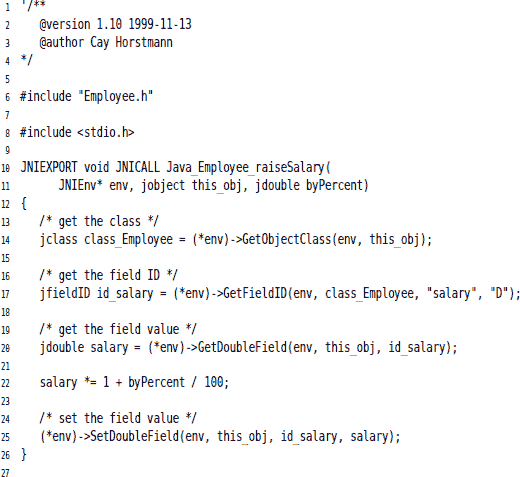 1 '/**
2 @version 1.10 1999-11-13
3 @author Cay Horstmann
4 */
5
6 #include "Employee.h"
7
8 #include <stdio.h>
9
10 JNIEXPORT void JNICALL Java_Employee_raiseSalary(
11 JNIEnv* env, jobject this_obj, jdouble byPercent)
12 {
13 /* get the class */
14 jclass class_Employee = (*env)->GetObjectClass(env, this_obj);
15
16 /* get the field ID */
17 jfieldID id_salary = (*env)->GetFieldID(env, class_Employee, "salary", "D");
18
19 /* get the field value */
20 jdouble salary = (*env)->GetDoubleField(env, this_obj, id_salary);
21
22 salary *= 1 + byPercent / 100;
23
24 /* set the field value */
25 (*env)->SetDoubleField(env, this_obj, id_salary, salary);
26 }
27